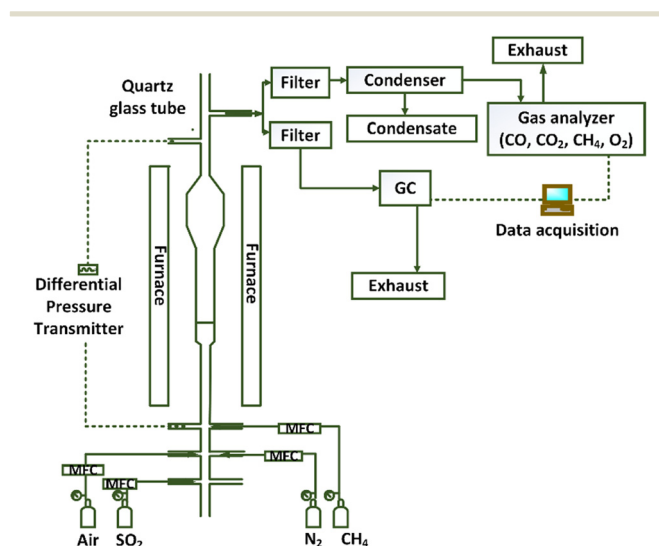 Exhaust
Quartz
glass tube
Filter
Condenser
Gas analyzer
(CO, CO₂, CH₄, O₂)
Filter
Condensate
GC
Data acquisition
Furnace
Furnace
Differential
Pressure
Transmitter
Exhaust
MFC
MFC
MFC
MFC
Air
SO₂
N₂
CH₄